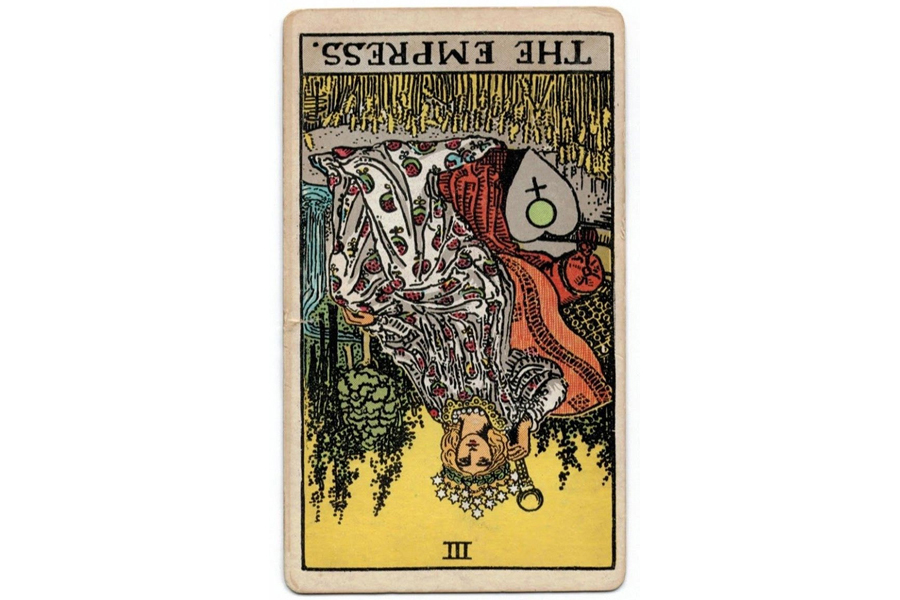 III
THE EMPRESS.